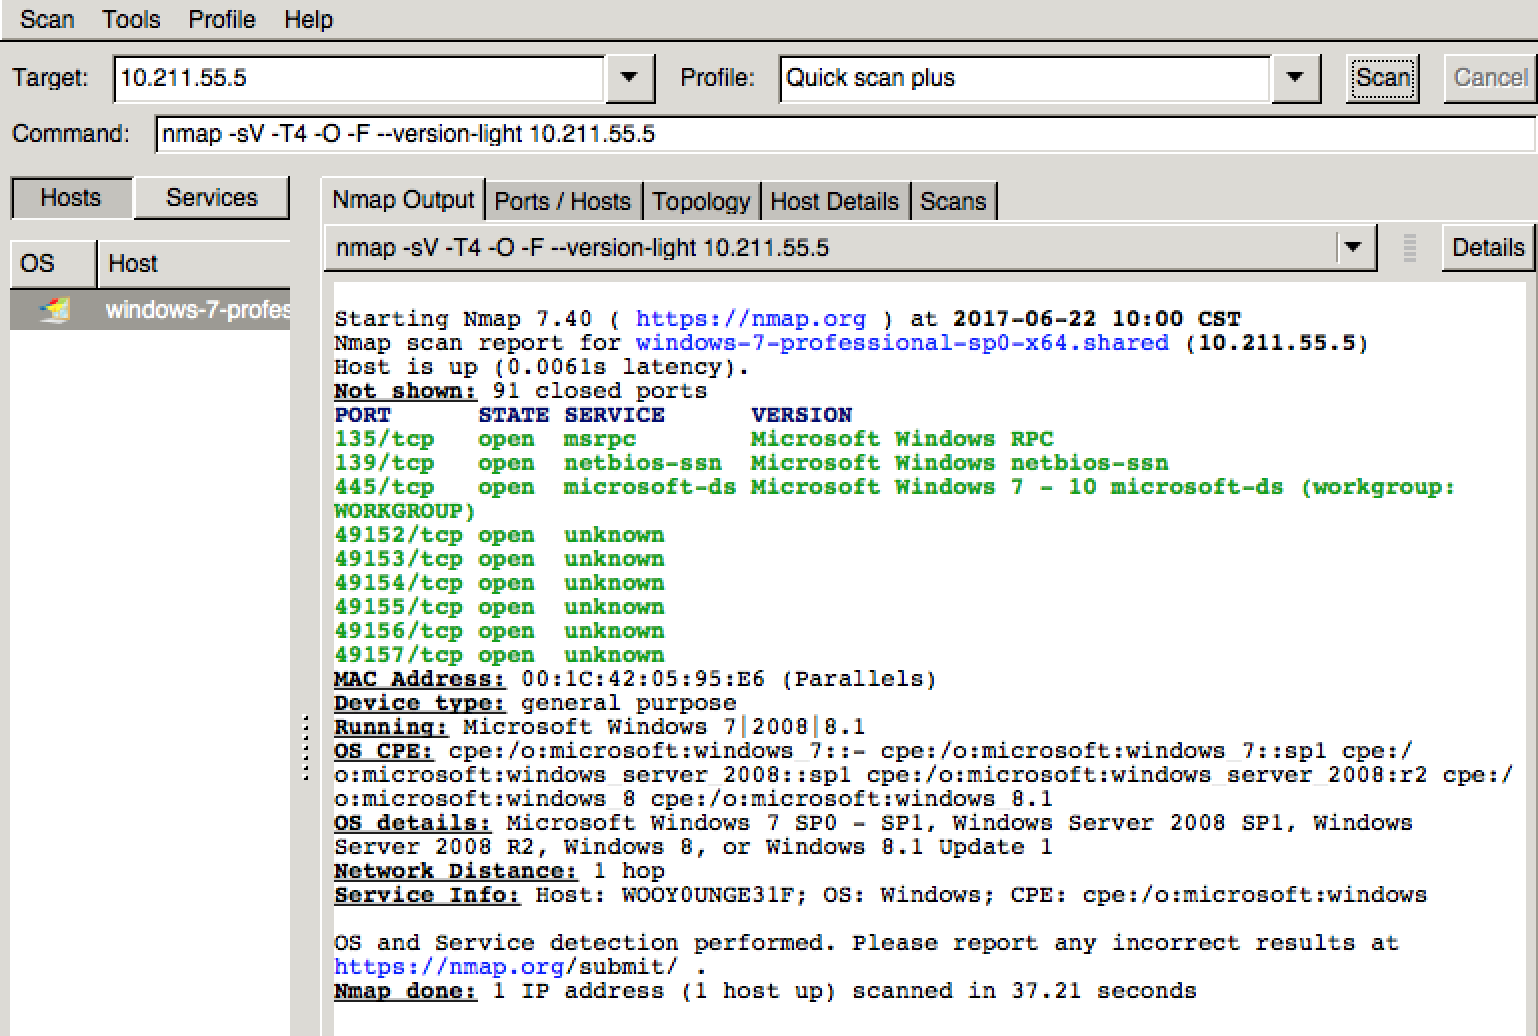 Scan Tools Profile Help
Target: 10.211.55.5 Profile: Quick scan plus Scan Cancel
Command: nmap -sV -T4 -O -F --version-light 10.211.55.5
Hosts Services
Nmap Output Ports / Hosts Topology Host Details Scans
nmap -sV -T4 -O -F --version-light 10.211.55.5 Details
OS Host
windows-7-profes
Starting Nmap 7.40 ( https://nmap.org ) at 2017-06-22 10:00 CST
Nmap scan report for windows-7-professional-sp0-x64.shared (10.211.55.5)
Host is up (0.0061s latency).
Not shown: 91 closed ports
PORT STATE SERVICE VERSION
135/tcp open msrpc Microsoft Windows RPC
139/tcp open netbios-ssn Microsoft Windows netbios-ssn
445/tcp open microsoft-ds Microsoft Windows 7 - 10 microsoft-ds (workgroup:
WORKGROUP)
49152/tcp open unknown
49153/tcp open unknown
49154/tcp open unknown
49155/tcp open unknown
49156/tcp open unknown
49157/tcp open unknown
MAC Address: 00:1C:42:05:95:E6 (Parallels)
Device type: general purpose
Running: Microsoft Windows 7|2008|8.1
OS CPE: cpe:/o:microsoft:windows_7::- cpe:/o:microsoft:windows_7::sp1 cpe:/
o:microsoft:windows_server_2008::sp1 cpe:/o:microsoft:windows_server_2008:r2 cpe:/
o:microsoft:windows_8 cpe:/o:microsoft:windows_8.1
OS details: Microsoft Windows 7 SP0 - SP1, Windows Server 2008 SP1, Windows
Server 2008 R2, Windows 8, or Windows 8.1 Update 1
Network Distance: 1 hop
Service Info: Host: WOOY0UNGE31F; OS: Windows; CPE: cpe:/o:microsoft:windows
OS and Service detection performed. Please report any incorrect results at
https://nmap.org/submit/ .
Nmap done: 1 IP address (1 host up) scanned in 37.21 seconds